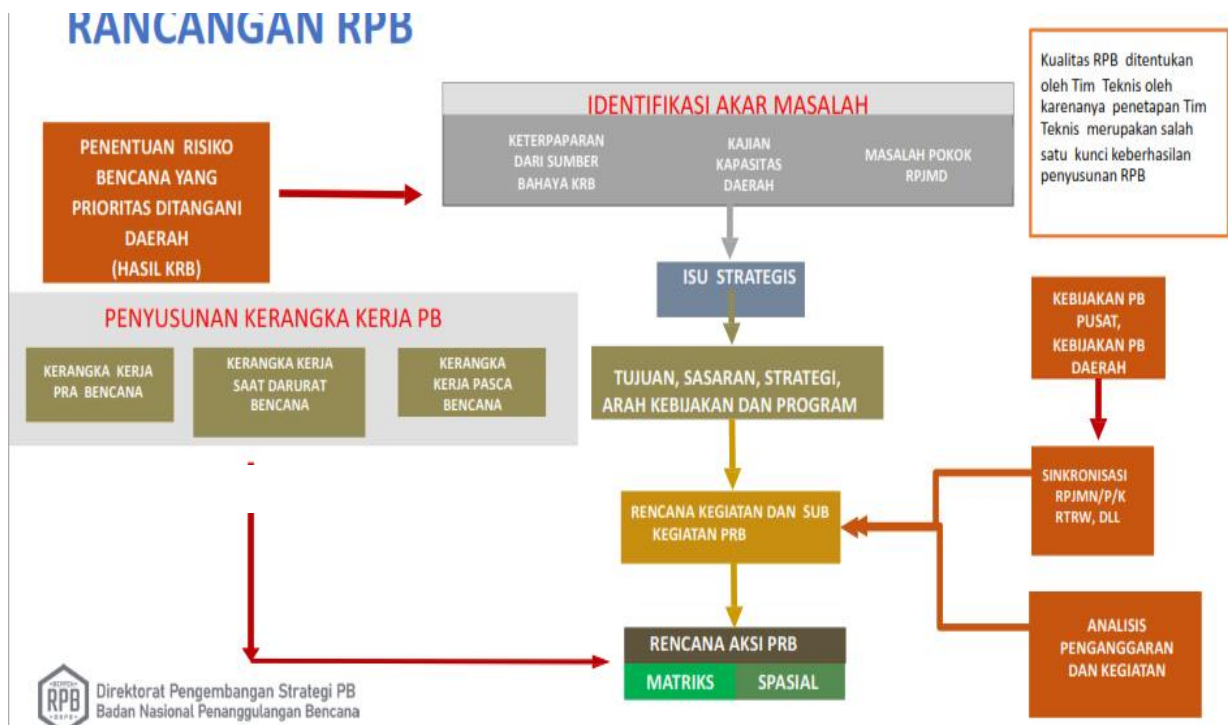 RANCANGAN RPB
Kualitas RPB ditentukan
oleh Tim Teknis oleh
karenanya penetapan Tim
Teknis merupakan salah
satu kunci keberhasilan
penyusunan RPB
IDENTIFIKASI AKAR MASALAH
KETERPAPARAN
DARI SUMBER
BAHAYA KRB
KAJIAN
KAPASITAS
DAERAH
MASALAH POKOK
RPJMD
PENENTUAN RISIKO
BENCANA YANG
PRIORITAS DITANGANI
DAERAH
(HASIL KRB)
ISU STRATEGIS
PENYUSUNAN KERANGKA KERJA PB
KERANGKA KERJA
PRA BENCANA
KERANGKA KERJA
SAAT DARURAT
BENCANA
KERANGKA
KERJA PASCA
BENCANA
TUJUAN, SASARAN, STRATEGI,
ARAH KEBIJAKAN DAN PROGRAM
KEBIJAKAN PB
PUSAT,
KEBIJAKAN PB
DAERAH
RENCANA KEGIATAN DAN SUB
KEGIATAN PRB
SINKRONISASI
RPJMN/P/K
RTRW, DLL
RENCANA AKSI PRB
MATRIKS
SPASIAL
ANALISIS
PENGANGGARAN
DAN KEGIATAN
RPB
Direktorat Pengembangan Strategi PB
Badan Nasional Penanggulangan Bencana